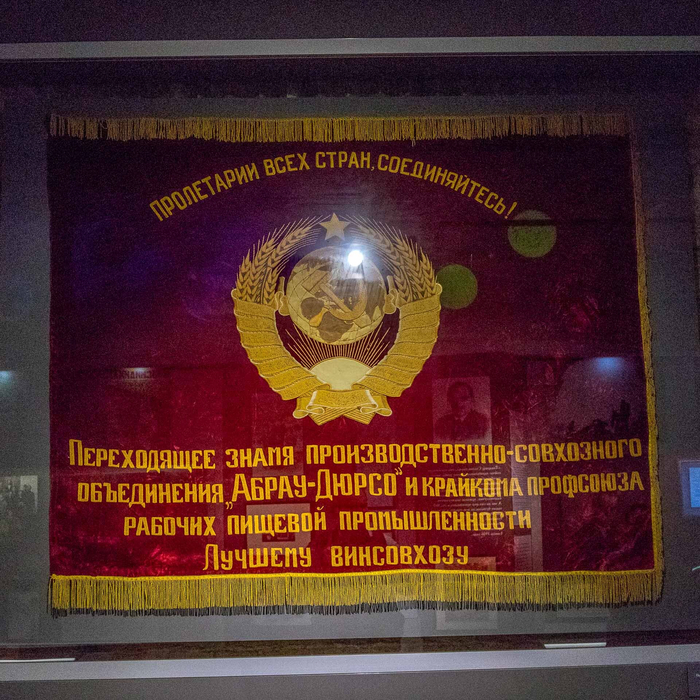 ПРОЛЕТАРИИ ВСЕХ СТРАН, СОЕДИНЯЙТЕСЬ!
ПЕРЕХОДЯЩЕЕ ЗНАМЯ ПРОИЗВОДСТВЕННО-СОВХОЗНОГО
ОБЪЕДИНЕНИЯ „АБРАУ-ДЮРСО” И КРАЙКОМА ПРОФСОЮЗА
РАБОЧИХ ПИЩЕВОЙ ПРОМЫШЛЕННОСТИ
ЛУЧШЕМУ ВИНСОВХОЗУ